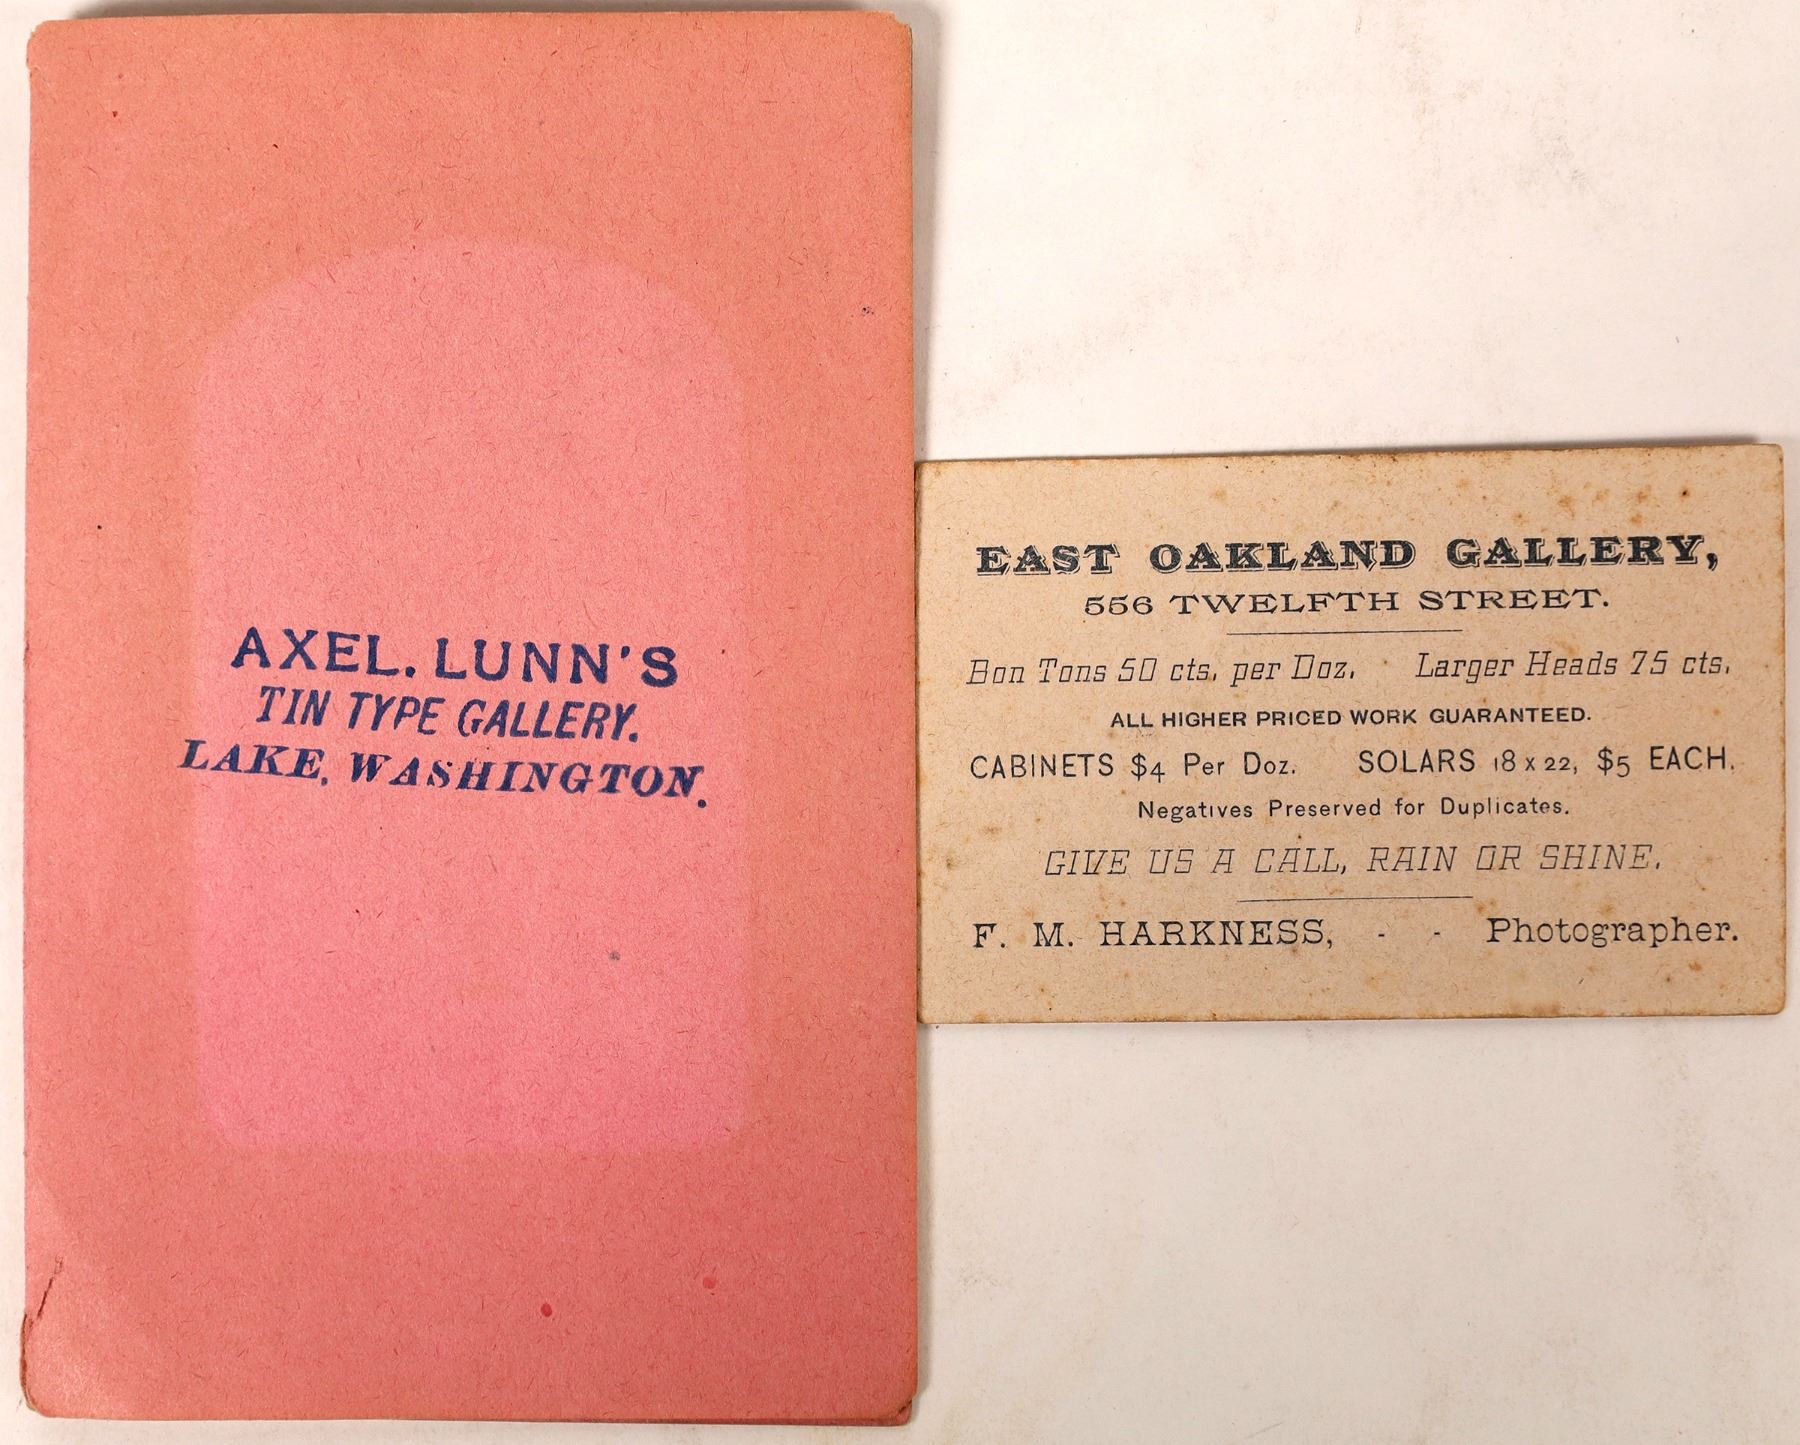 AXEL. LUNN'S
TIN TYPE GALLERY.
LAKE, WASHINGTON.
EAST OAKLAND GALLERY,
556 TWELFTH STREET.
Bon Tons 50 cts. per Doz. Larger Heads 75 cts.
ALL HIGHER PRICED WORK GUARANTEED.
CABINETS $4 Per Doz. SOLARS 18 x 22, $5 EACH.
Negatives Preserved for Duplicates.
GIVE US A CALL, RAIN OR SHINE.
F. M. HARKNESS, - - Photographer.